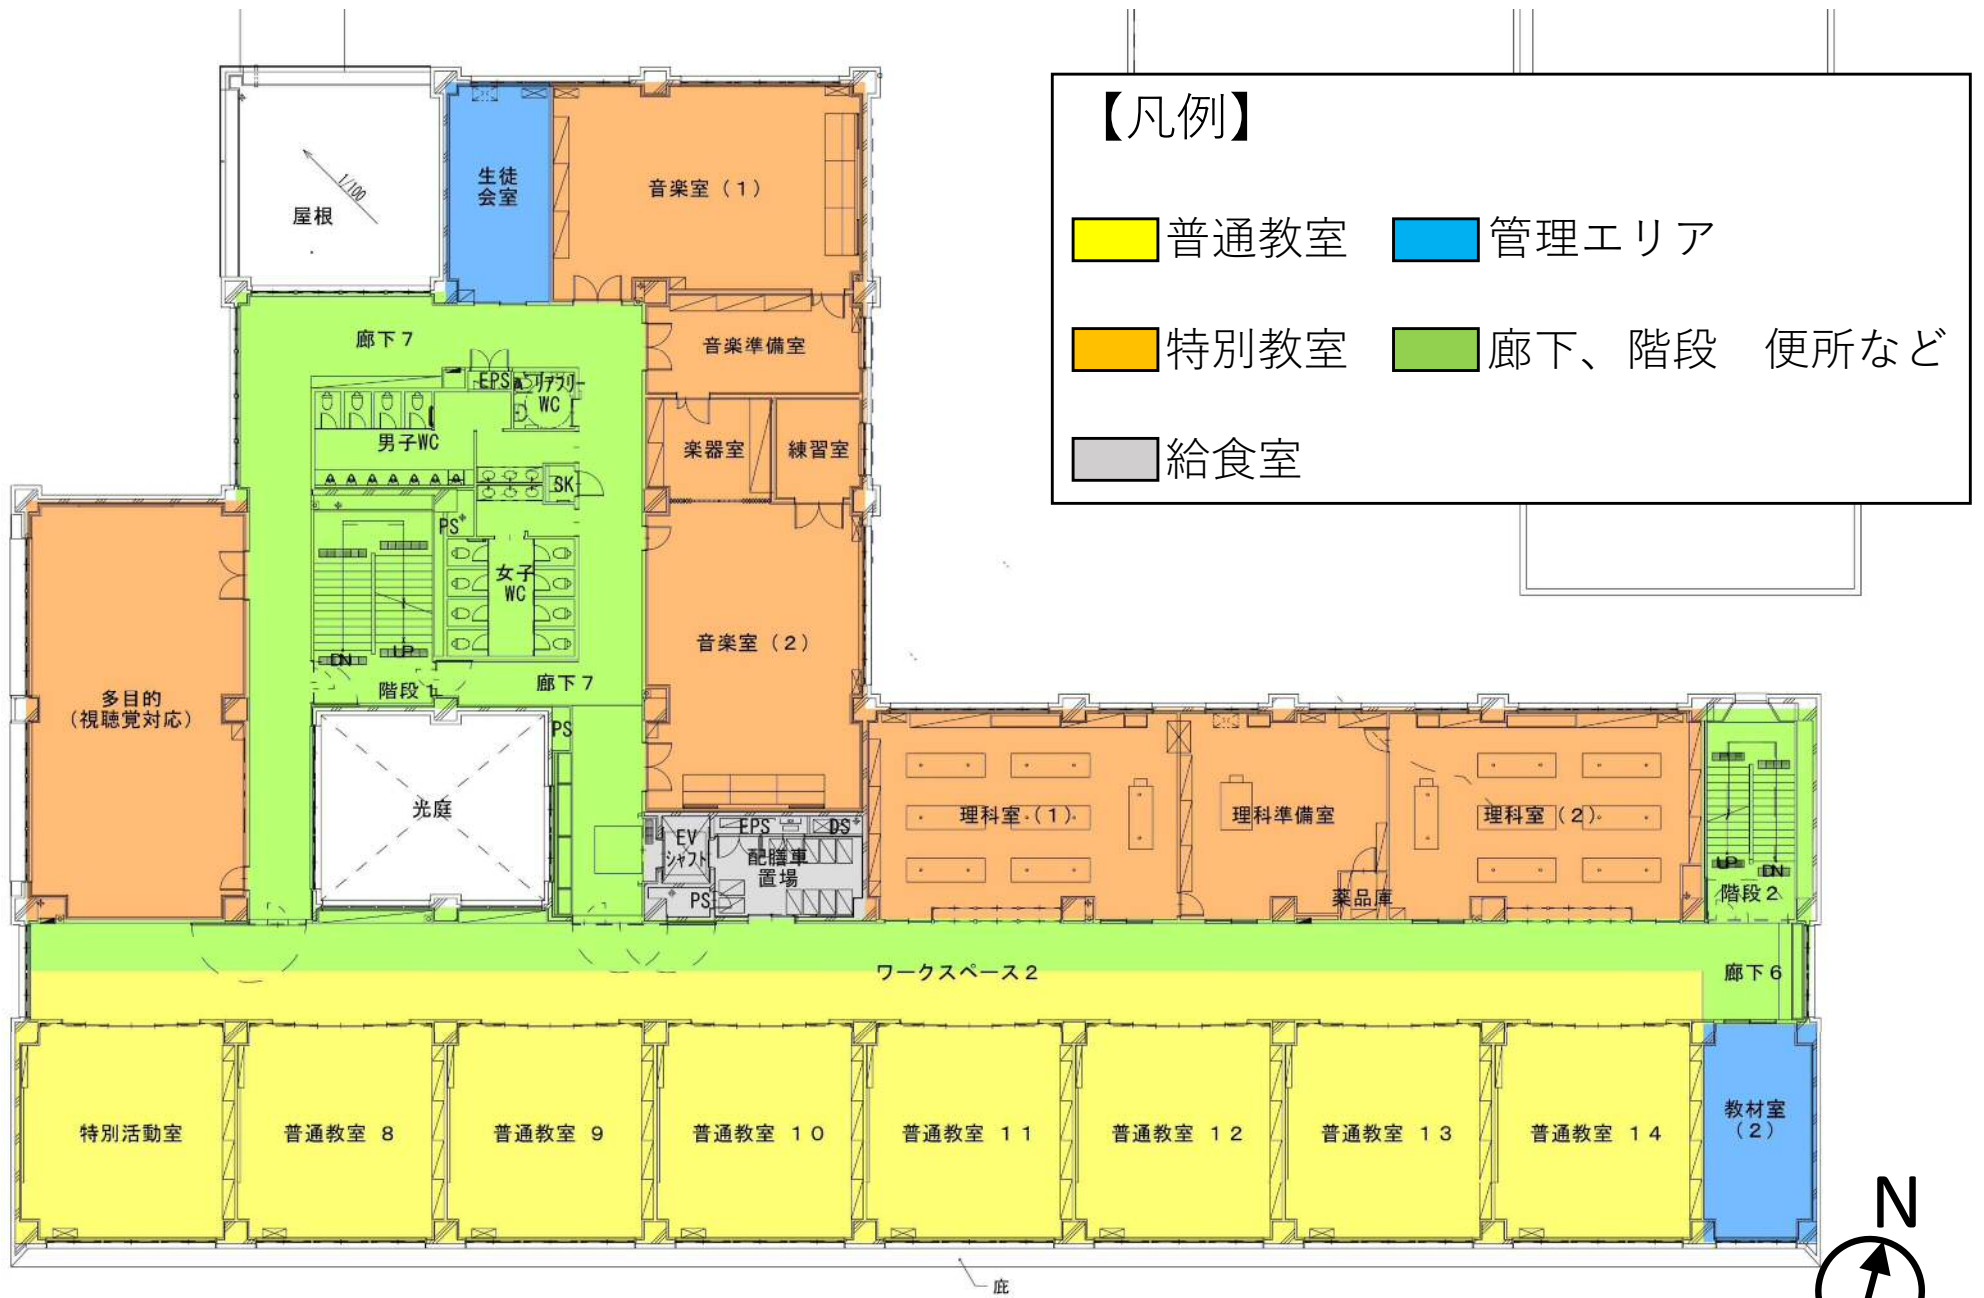 【凡例】
普通教室 管理エリア
特別教室 廊下、階段　便所など
給食室
屋根
1/100
生徒
会室
音楽室（1）
廊下7
音楽準備室
EPS
リアフリー
WC
男子WC
楽器室
練習室
SK
PS
女子
WC
音楽室（2）
DN
UP
階段1
廊下7
多目的
（視聴覚対応）
PS
光庭
EV
シャフト
EPS
DS
配膳車
置場
PS
理科室（1）
理科準備室
理科室（2）
薬品庫
UP
DN
階段2
ワークスペース2
廊下6
特別活動室
普通教室 8
普通教室 9
普通教室 10
普通教室 11
普通教室 12
普通教室 13
普通教室 14
教材室
（2）
庇
N